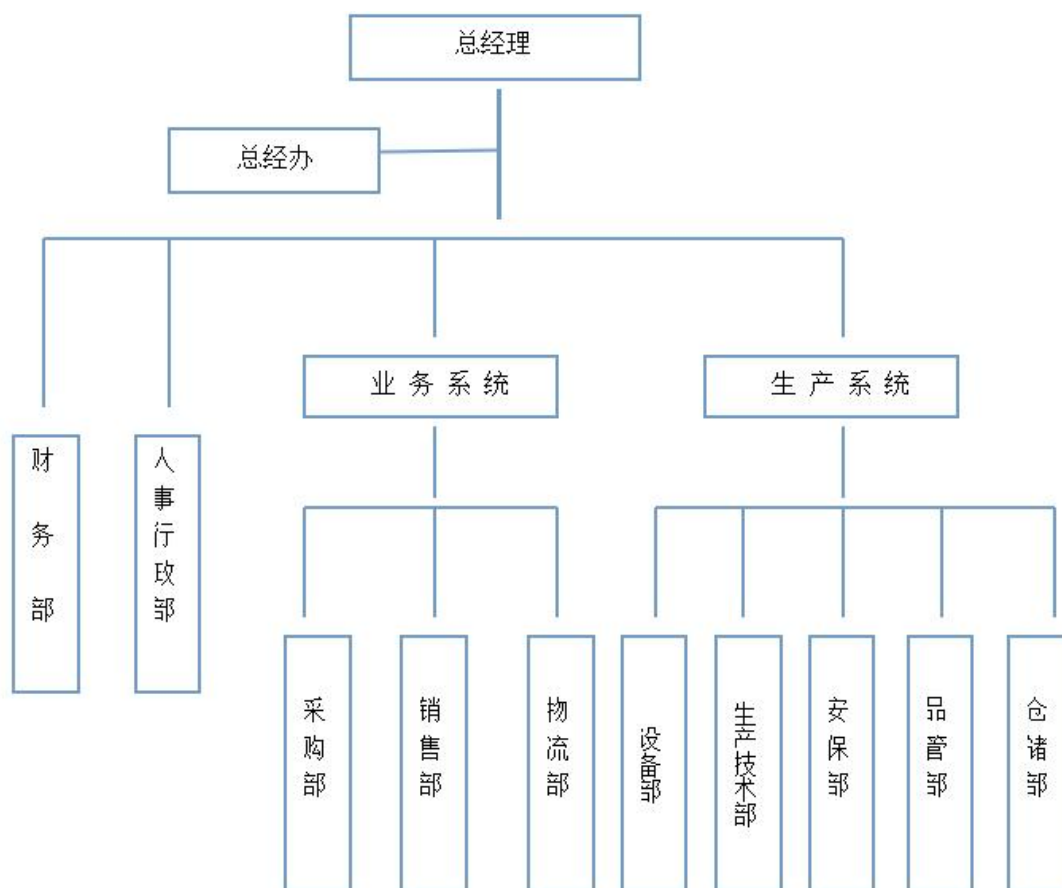 总经理
总经办
业务系统
生产系统
财务部
人事行政部
采购部
销售部
物流部
设备部
生产技术部
安保部
品管部
仓储部